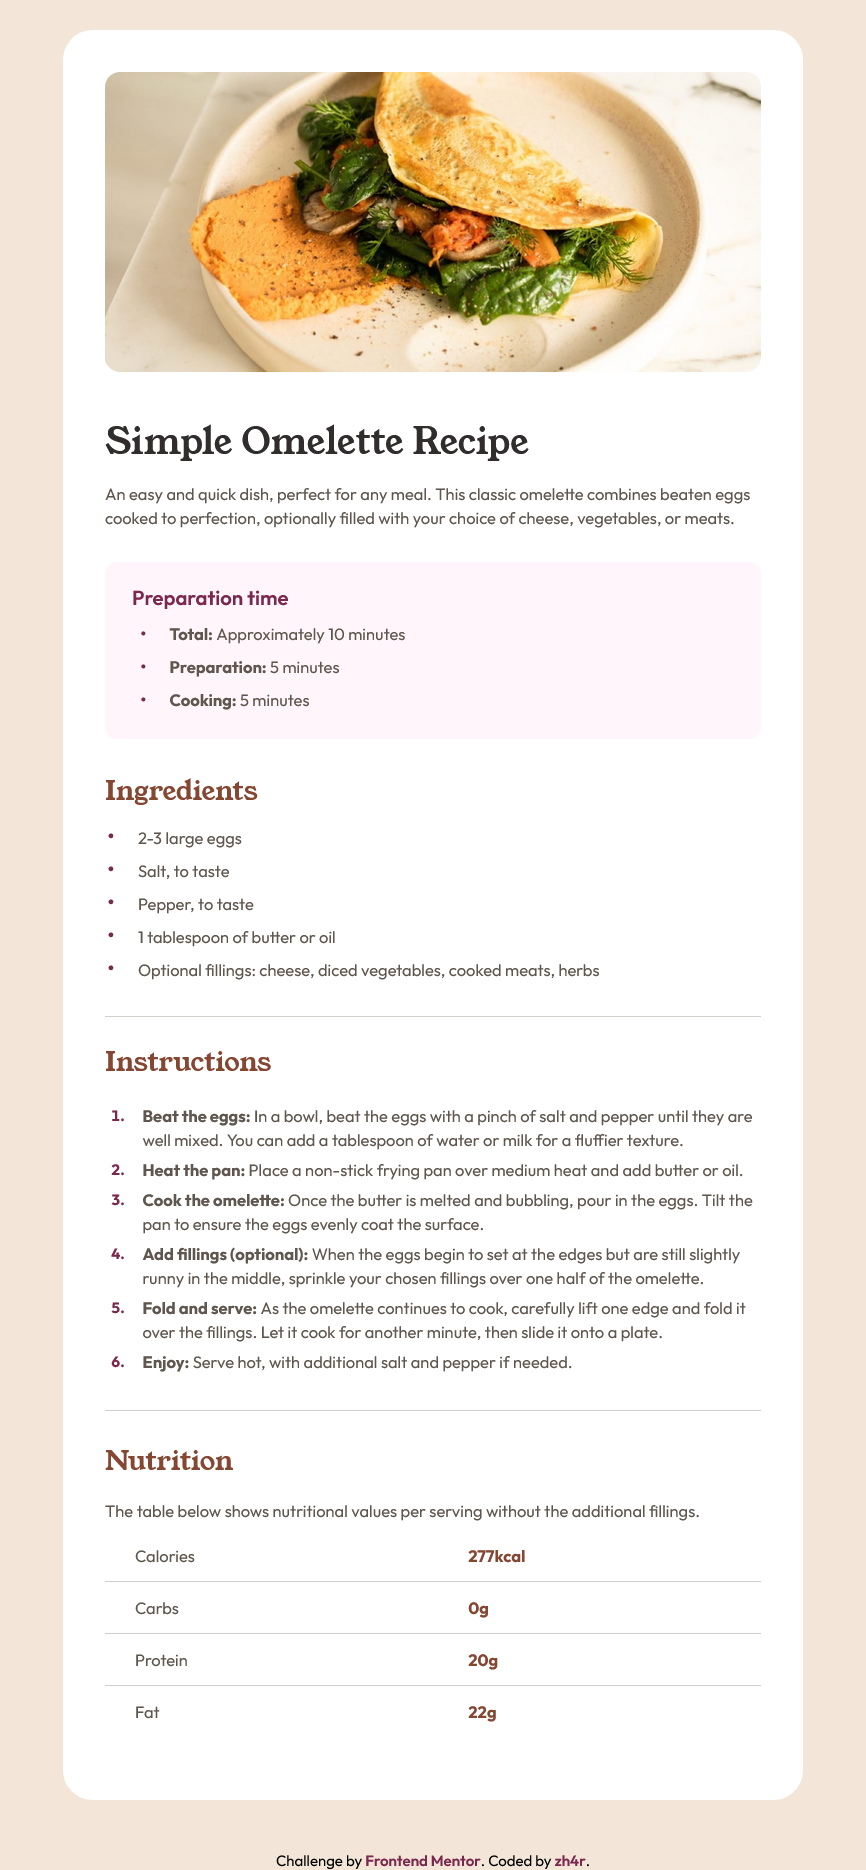 Simple Omelette Recipe
An easy and quick dish, perfect for any meal. This classic omelette combines beaten eggs
cooked to perfection, optionally filled with your choice of cheese, vegetables, or meats.
Preparation time
• Total: Approximately 10 minutes
• Preparation: 5 minutes
• Cooking: 5 minutes
Ingredients
• 2-3 large eggs
• Salt, to taste
• Pepper, to taste
• 1 tablespoon of butter or oil
• Optional fillings: cheese, diced vegetables, cooked meats, herbs
Instructions
1. Beat the eggs: In a bowl, beat the eggs with a pinch of salt and pepper until they are
well mixed. You can add a tablespoon of water or milk for a fluffier texture.
2. Heat the pan: Place a non-stick frying pan over medium heat and add butter or oil.
3. Cook the omelette: Once the butter is melted and bubbling, pour in the eggs. Tilt the
pan to ensure the eggs evenly coat the surface.
4. Add fillings (optional): When the eggs begin to set at the edges but are still slightly
runny in the middle, sprinkle your chosen fillings over one half of the omelette.
5. Fold and serve: As the omelette continues to cook, carefully lift one edge and fold it
over the fillings. Let it cook for another minute, then slide it onto a plate.
6. Enjoy: Serve hot, with additional salt and pepper if needed.
Nutrition
The table below shows nutritional values per serving without the additional fillings.
Calories 277kcal
Carbs 0g
Protein 20g
Fat 22g
Challenge by Frontend Mentor. Coded by zh4r.